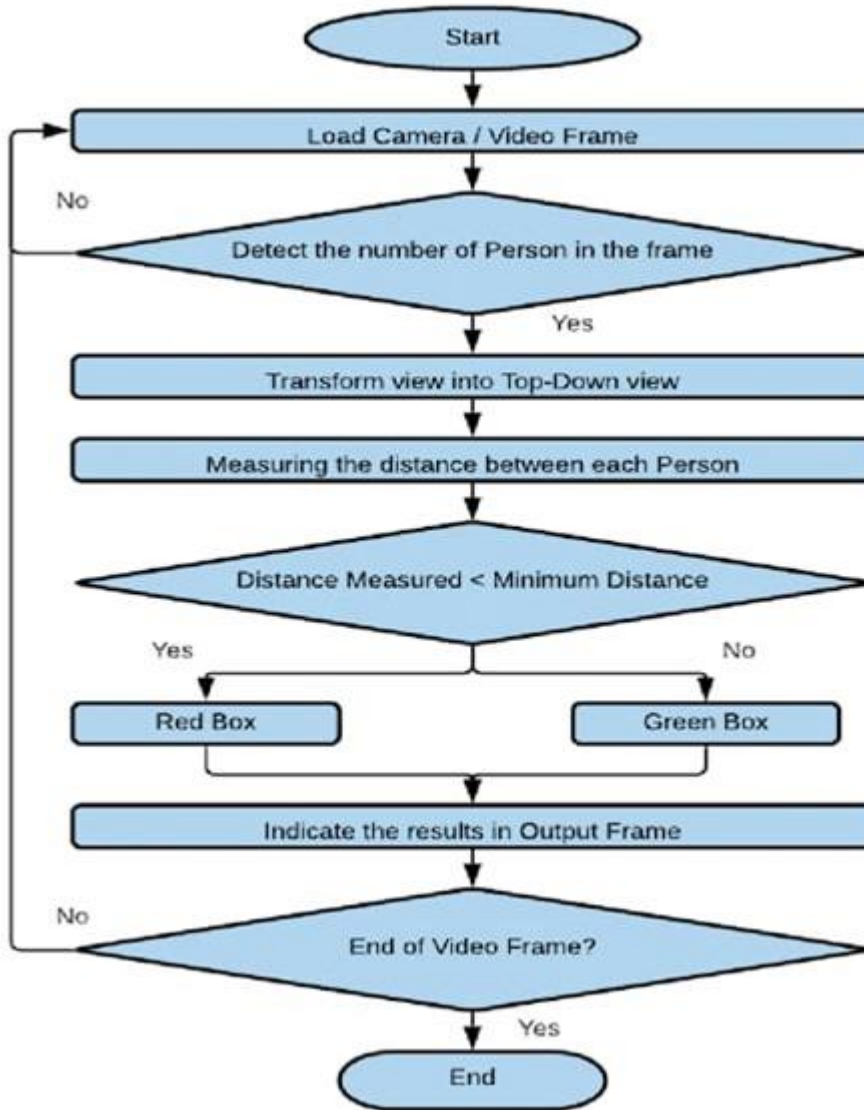 Start
Load Camera / Video Frame
No
Detect the number of Person in the frame
Yes
Transform view into Top-Down view
Measuring the distance between each Person
Distance Measured < Minimum Distance
Yes
No
Red Box
Green Box
Indicate the results in Output Frame
No
End of Video Frame?
Yes
End